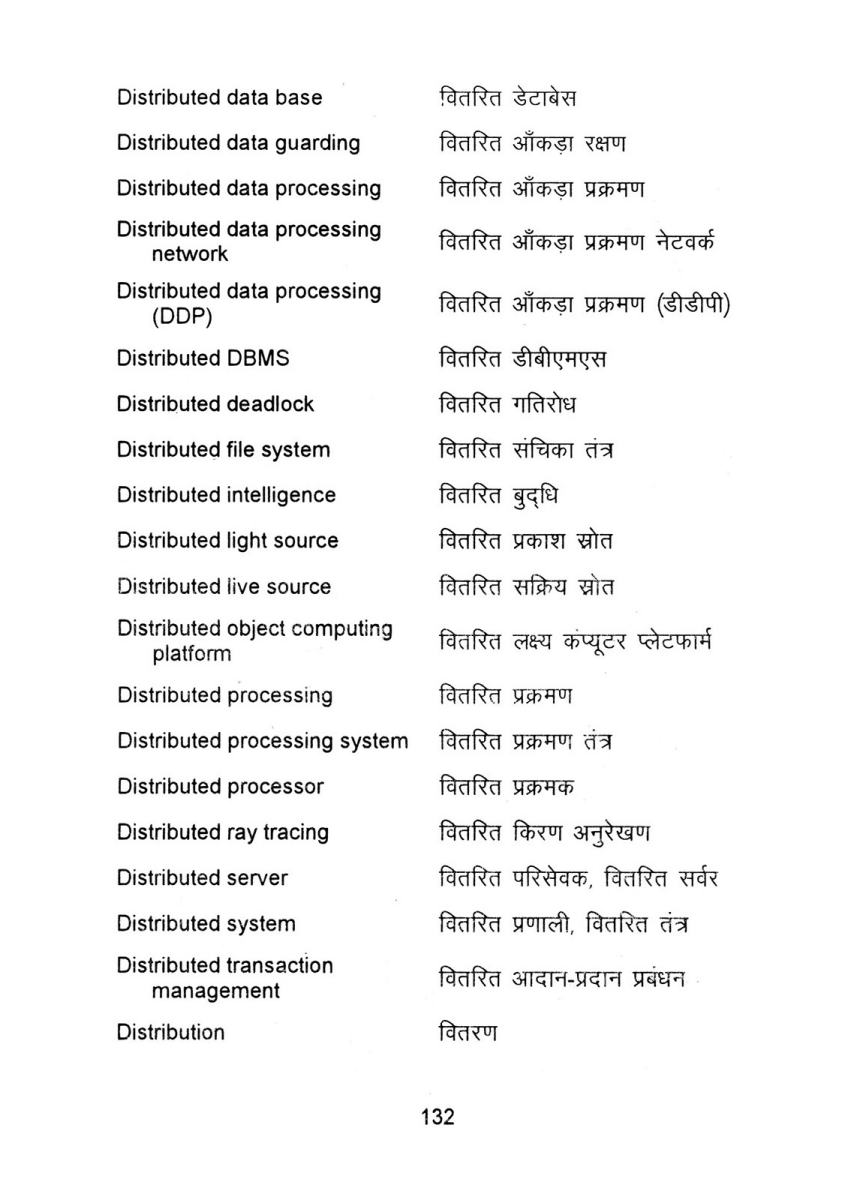 Distributed data base वितरित डेटाबेस
Distributed data guarding वितरित आँकड़ा रक्षण
Distributed data processing वितरित आँकड़ा प्रक्रमण
Distributed data processing
network वितरित आँकड़ा प्रक्रमण नेटवर्क
Distributed data processing
(DDP) वितरित आँकड़ा प्रक्रमण (डीडीपी)
Distributed DBMS वितरित डीबीएमएस
Distributed deadlock वितरित गतिरोध
Distributed file system वितरित संचिका तंत्र
Distributed intelligence वितरित बुद्धि
Distributed light source वितरित प्रकाश स्रोत
Distributed live source वितरित सक्रिय स्रोत
Distributed object computing
platform वितरित लक्ष्य कंप्यूटर प्लेटफार्म
Distributed processing वितरित प्रक्रमण
Distributed processing system वितरित प्रक्रमण तंत्र
Distributed processor वितरित प्रक्रमक
Distributed ray tracing वितरित किरण अनुरेखण
Distributed server वितरित परिसेवक, वितरित सर्वर
Distributed system वितरित प्रणाली, वितरित तंत्र
Distributed transaction
management वितरित आदान-प्रदान प्रबंधन
Distribution वितरण
132